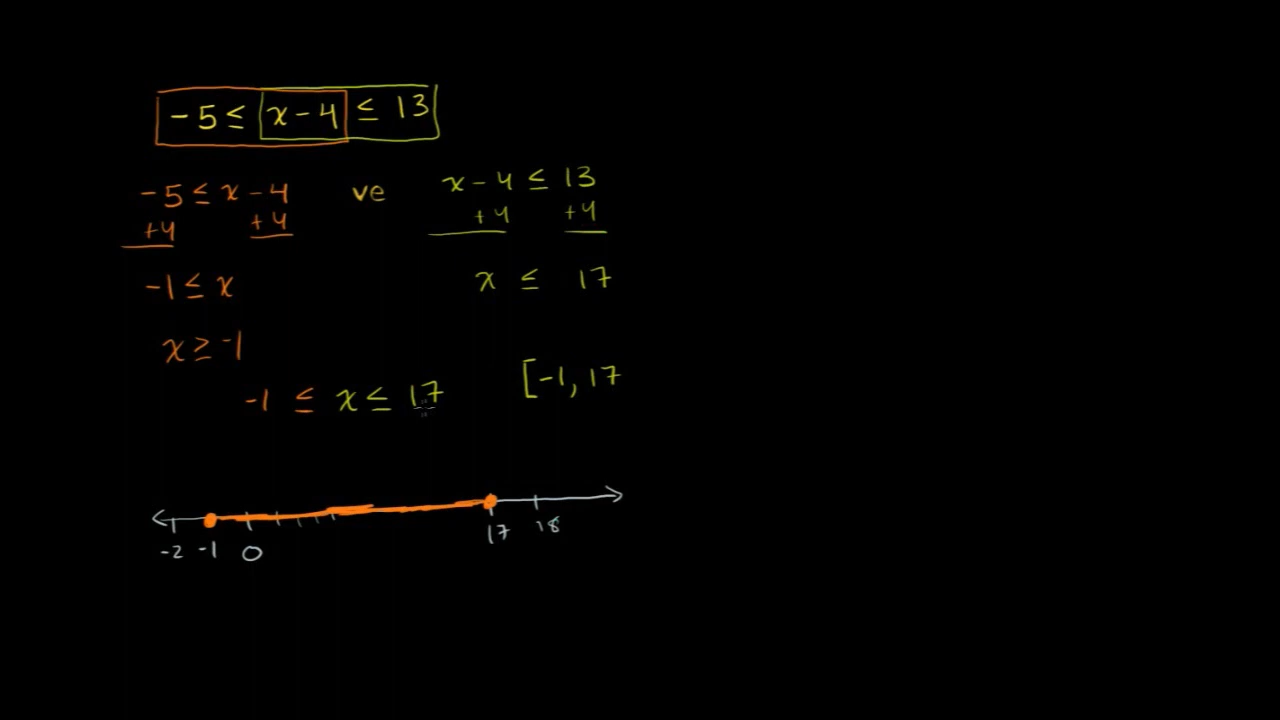 -5 ≤ x-4 ≤ 13
-5 ≤ x-4 ve x-4 ≤ 13
+4 +4 +4 +4
-1 ≤ x x ≤ 17
x ≥ -1
-1 ≤ x ≤ 17 [-1, 17
-2 -1 0 17 18